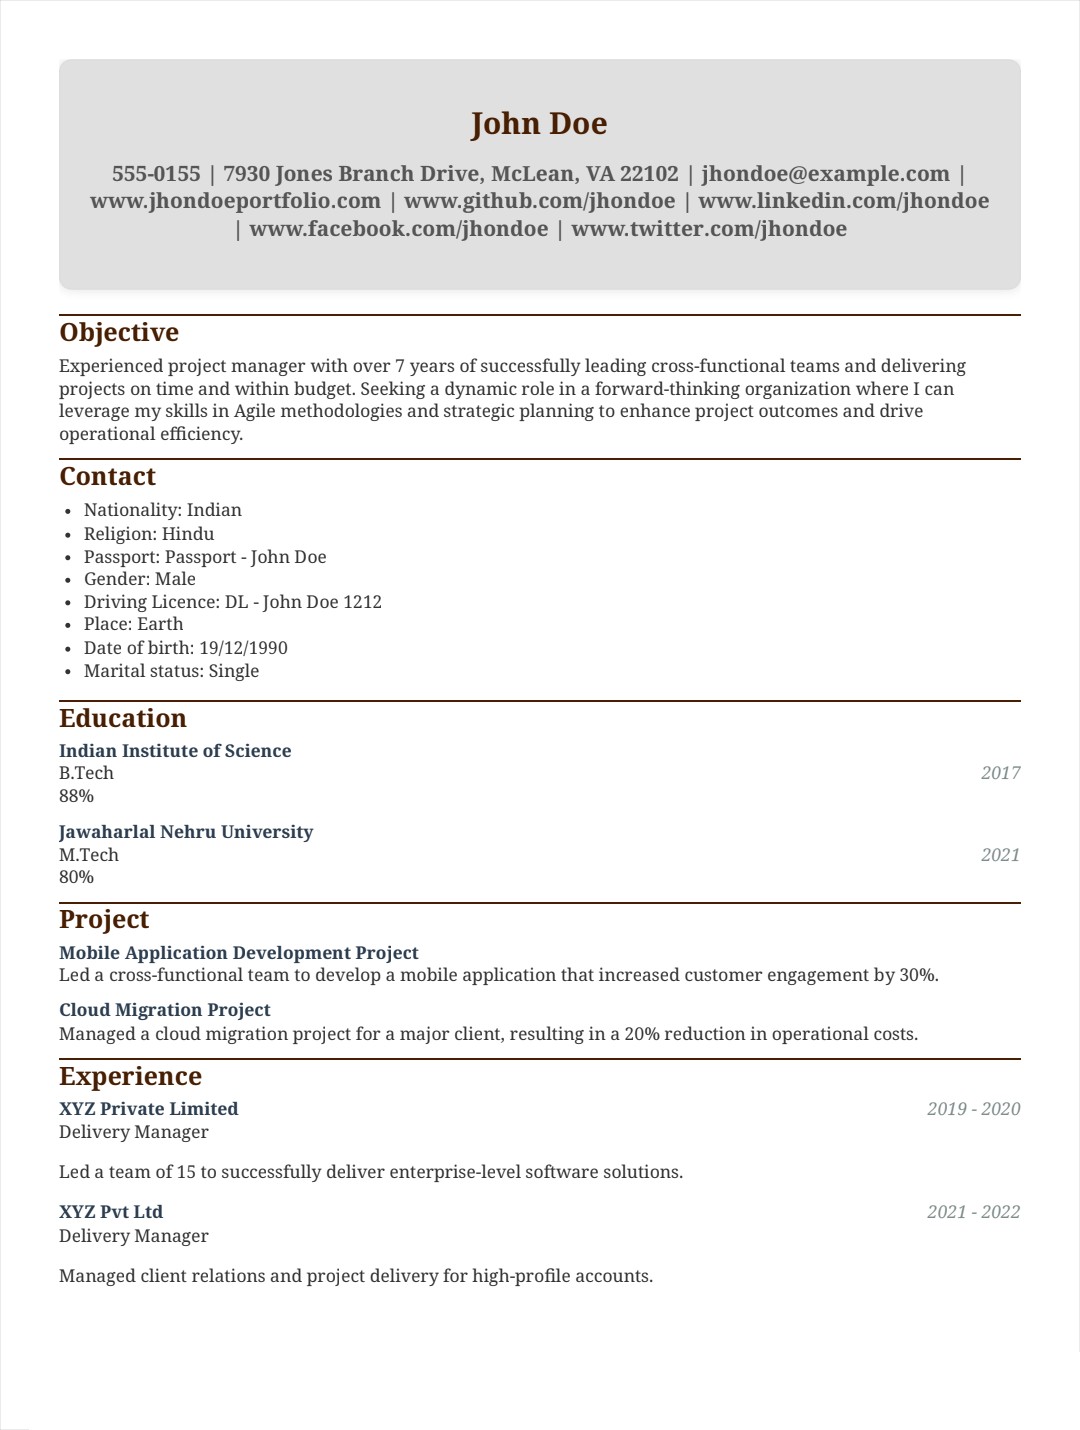 John Doe
555-0155 | 7930 Jones Branch Drive, McLean, VA 22102 | jhondoe@example.com |
www.jhondoeportfolio.com | www.github.com/jhondoe | www.linkedin.com/jhondoe
| www.facebook.com/jhondoe | www.twitter.com/jhondoe
Objective
Experienced project manager with over 7 years of successfully leading cross-functional teams and delivering
projects on time and within budget. Seeking a dynamic role in a forward-thinking organization where I can
leverage my skills in Agile methodologies and strategic planning to enhance project outcomes and drive
operational efficiency.
Contact
• Nationality: Indian
• Religion: Hindu
• Passport: Passport - John Doe
• Gender: Male
• Driving Licence: DL - John Doe 1212
• Place: Earth
• Date of birth: 19/12/1990
• Marital status: Single
Education
Indian Institute of Science
B.Tech 2017
88%
Jawaharlal Nehru University
M.Tech 2021
80%
Project
Mobile Application Development Project
Led a cross-functional team to develop a mobile application that increased customer engagement by 30%.
Cloud Migration Project
Managed a cloud migration project for a major client, resulting in a 20% reduction in operational costs.
Experience
XYZ Private Limited 2019 - 2020
Delivery Manager
Led a team of 15 to successfully deliver enterprise-level software solutions.
XYZ Pvt Ltd 2021 - 2022
Delivery Manager
Managed client relations and project delivery for high-profile accounts.